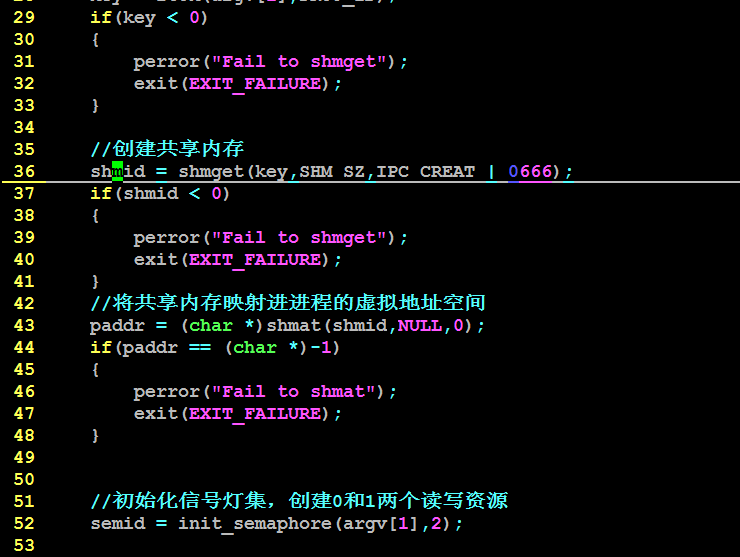 29 if(key < 0)
30 {
31 perror("Fail to shmget");
32 exit(EXIT_FAILURE);
33 }
34
35 //创建共享内存
36 shmid = shmget(key,SHM_SZ,IPC_CREAT | 0666);
37 if(shmid < 0)
38 {
39 perror("Fail to shmget");
40 exit(EXIT_FAILURE);
41 }
42 //将共享内存映射进进程的虚拟地址空间
43 paddr = (char *)shmat(shmid,NULL,0);
44 if(paddr == (char *)-1)
45 {
46 perror("Fail to shmat");
47 exit(EXIT_FAILURE);
48 }
49
50
51 //初始化信号灯集，创建0和1两个读写资源
52 semid = init_semaphore(argv[1],2);
53